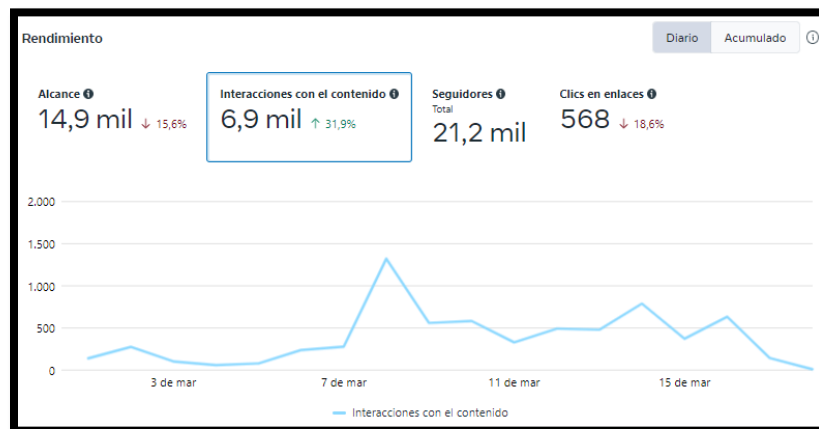 Rendimiento
Diario Acumulado
Alcance
14,9 mil ↓ 15,6%
Interacciones con el contenido
6,9 mil ↑ 31,9%
Seguidores
Total
21,2 mil
Clics en enlaces
568 ↓ 18,6%
2.000
1.500
1.000
500
0
3 de mar 7 de mar 11 de mar 15 de mar
Interacciones con el contenido